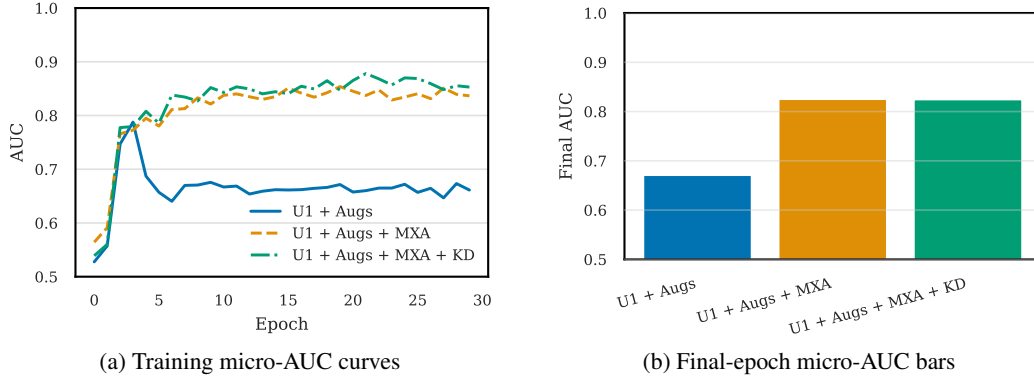 1.0
0.9
0.8
0.7
0.6
0.5
AUC
0
5
10
15
20
25
30
Epoch
U1 + Augs
U1 + Augs + MXA
U1 + Augs + MXA + KD
(a) Training micro-AUC curves
1.0
0.9
0.8
0.7
0.6
0.5
Final AUC
U1 + Augs
U1 + Augs + MXA
U1 + Augs + MXA + KD
(b) Final-epoch micro-AUC bars